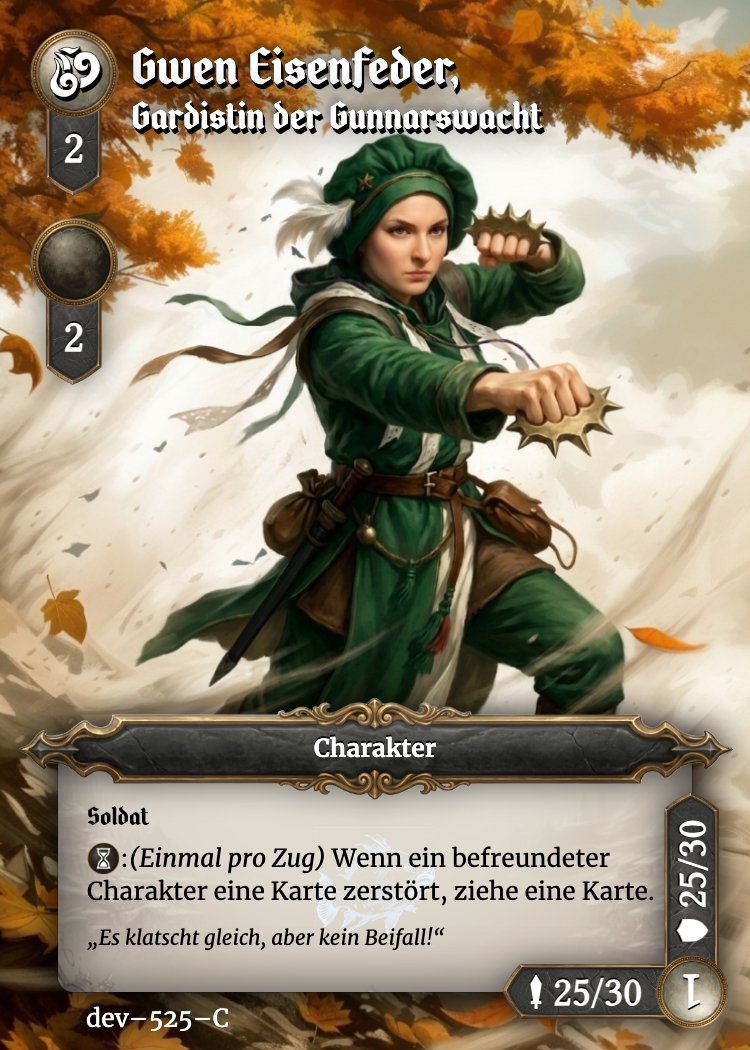 Gwen Eisenfeder,
Gardistin der Gunnarswacht
2
2
Charakter
Soldat
:(Einmal pro Zug) Wenn ein befreundeter
Charakter eine Karte zerstört, ziehe eine Karte.
„Es klatscht gleich, aber kein Beifall!“
25/30
25/30
1
dev–525–C